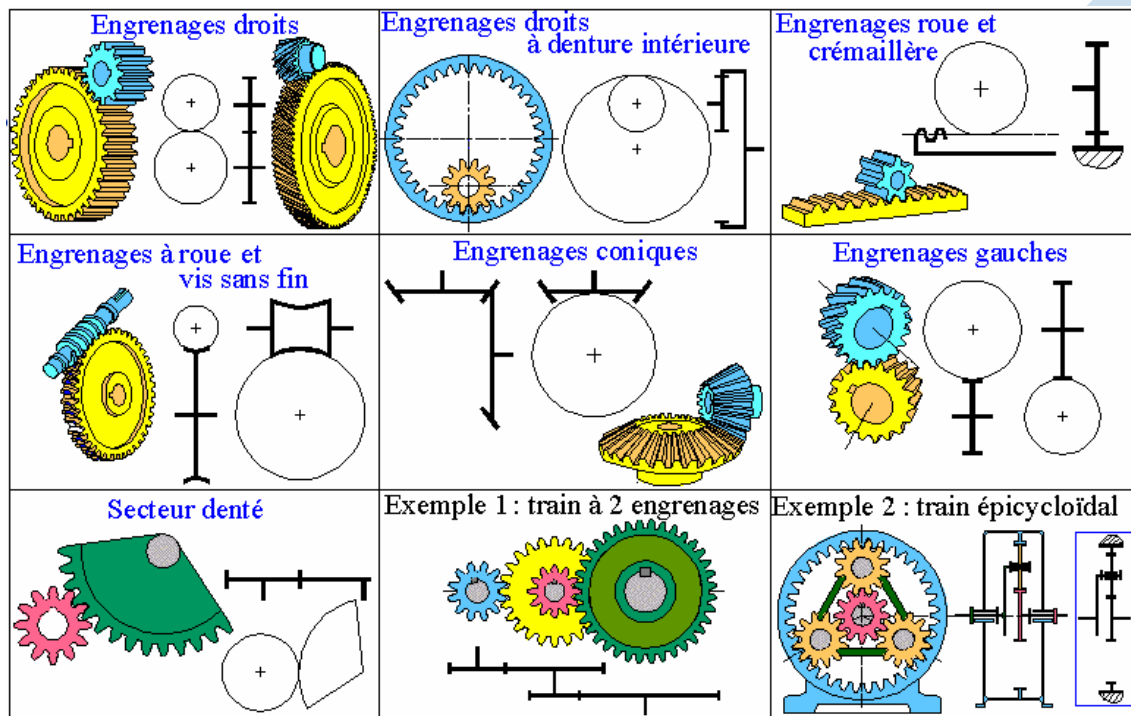 Engrenages droits
Engrenages droits
à denture intérieure
Engrenages roue et
crémaillère
Engrenages à roue et
vis sans fin
Engrenages coniques
Engrenages gauches
Secteur denté
Exemple 1 : train à 2 engrenages
Exemple 2 : train épicycloïdal